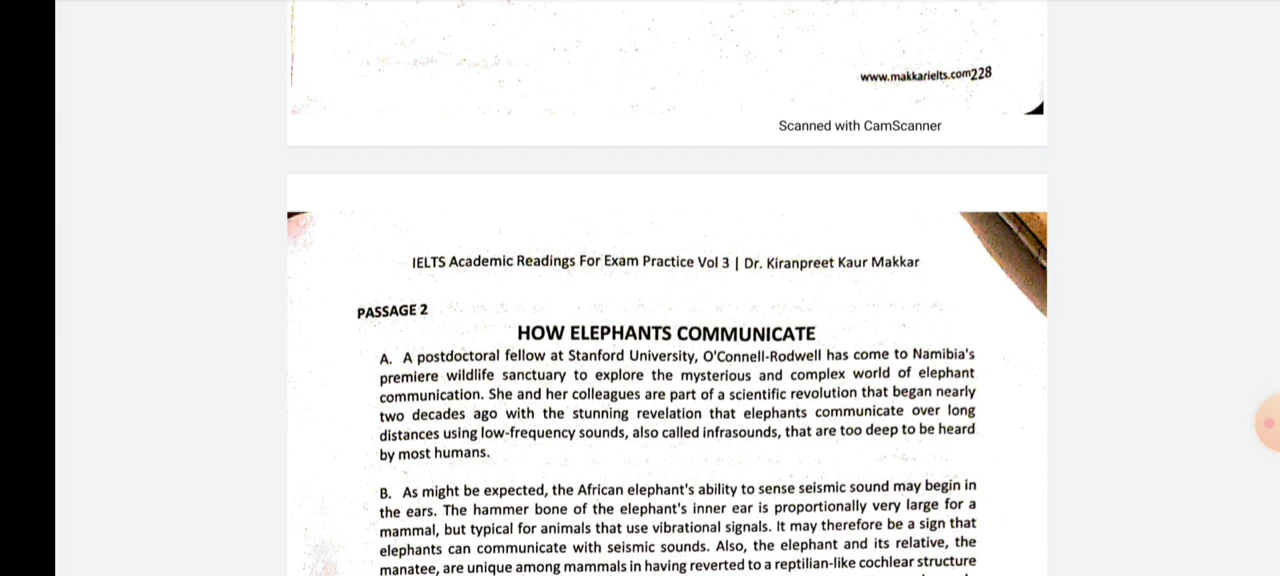 www.makkarielts.com228
Scanned with CamScanner
IELTS Academic Readings For Exam Practice Vol 3 | Dr. Kiranpreet Kaur Makkar
PASSAGE 2
HOW ELEPHANTS COMMUNICATE
A. A postdoctoral fellow at Stanford University, O'Connell-Rodwell has come to Namibia's
premiere wildlife sanctuary to explore the mysterious and complex world of elephant
communication. She and her colleagues are part of a scientific revolution that began nearly
two decades ago with the stunning revelation that elephants communicate over long
distances using low-frequency sounds, also called infrasounds, that are too deep to be heard
by most humans.
B. As might be expected, the African elephant's ability to sense seismic sound may begin in
the ears. The hammer bone of the elephant's inner ear is proportionally very large for a
mammal, but typical for animals that use vibrational signals. It may therefore be a sign that
elephants can communicate with seismic sounds. Also, the elephant and its relative, the
manatee, are unique among mammals in having reverted to a reptilian-like cochlear structure